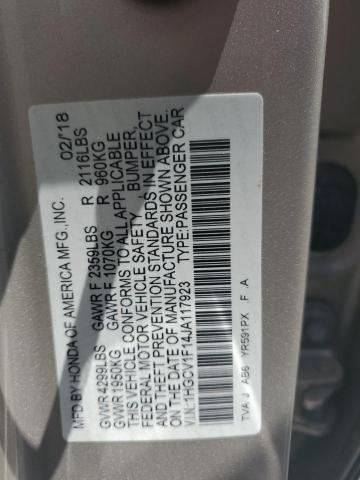 MFD BY HONDA OF AMERICA MFG., INC. 02/18
GVWR 4299LBS GAWR F 2359LBS R 2116LBS
GVWR 1950KG GAWR F 1070KG R 960KG
THIS VEHICLE CONFORMS TO ALL APPLICABLE
FEDERAL MOTOR VEHICLE SAFETY, BUMPER,
AND THEFT PREVENTION STANDARDS IN EFFECT
ON THE DATE OF MANUFACTURE SHOWN ABOVE.
V.I.N.: 1HGCV1F14JA117923 TYPE:PASSENGER CAR
TVA J AB6 YR591PX F A